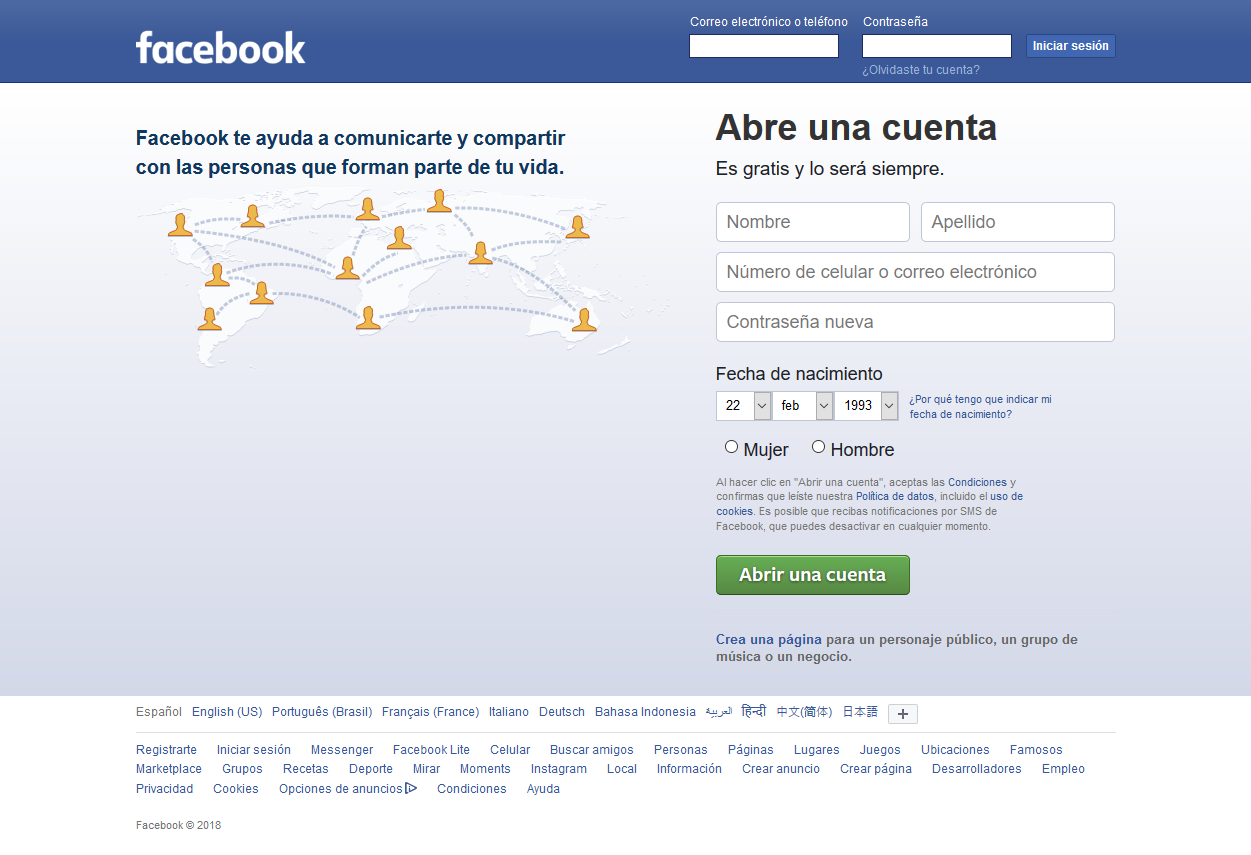 facebook
Correo electrónico o teléfono
Contraseña
Iniciar sesión
¿Olvidaste tu cuenta?
Facebook te ayuda a comunicarte y compartir
con las personas que forman parte de tu vida.
Abre una cuenta
Es gratis y lo será siempre.
Nombre Apellido
Número de celular o correo electrónico
Contraseña nueva
Fecha de nacimiento
22 feb 1993
¿Por qué tengo que indicar mi
fecha de nacimiento?
Mujer Hombre
Al hacer clic en "Abrir una cuenta", aceptas las Condiciones y
confirmas que leíste nuestra Política de datos, incluido el uso de
cookies. Es posible que recibas notificaciones por SMS de
Facebook, que puedes desactivar en cualquier momento.
Abrir una cuenta
Crea una página para un personaje público, un grupo de
música o un negocio.
Español English (US) Português (Brasil) Français (France) Italiano Deutsch Bahasa Indonesia العربية हिन्दी 中文(简体) 日本語 +
Registrarte Iniciar sesión Messenger Facebook Lite Celular Buscar amigos Personas Páginas Lugares Juegos Ubicaciones Famosos
Marketplace Grupos Recetas Deporte Mirar Moments Instagram Local Información Crear anuncio Crear página Desarrolladores Empleo
Privacidad Cookies Opciones de anuncios Condiciones Ayuda
Facebook © 2018